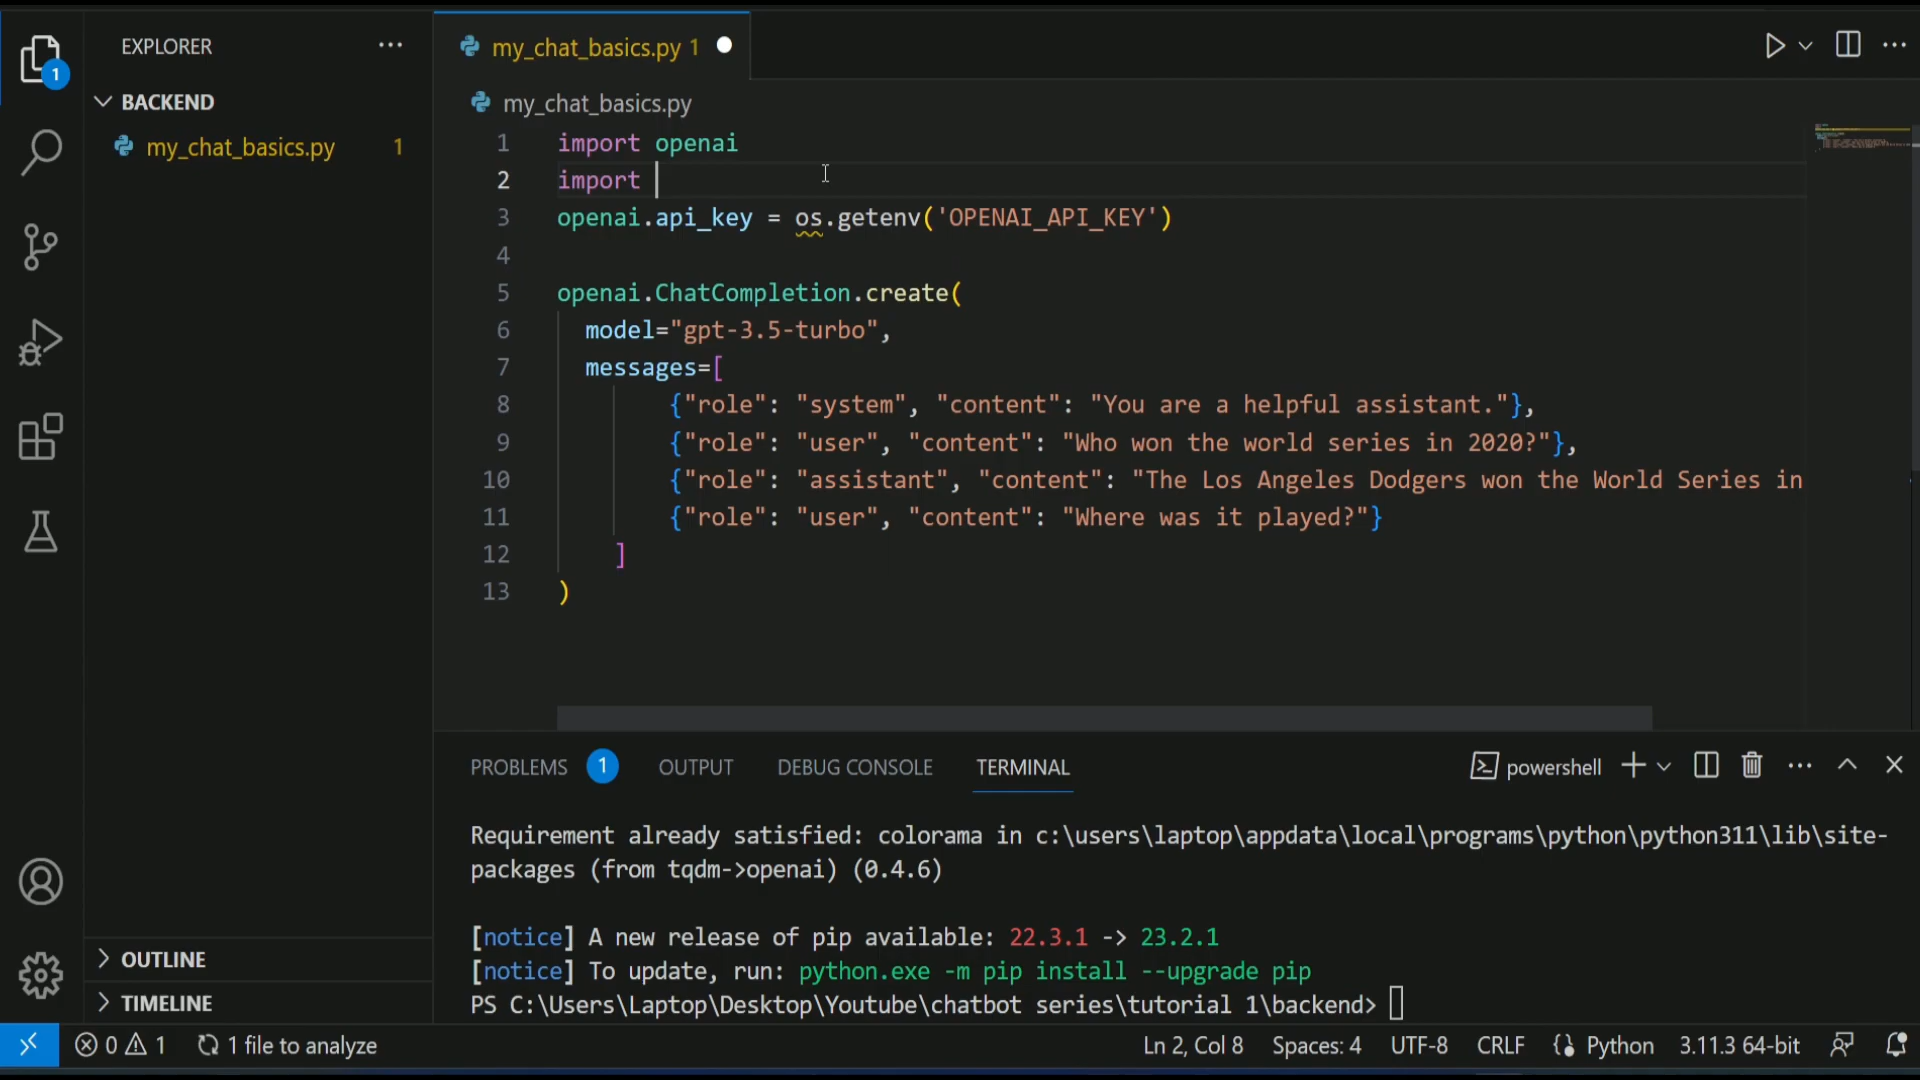 EXPLORER
my_chat_basics.py 1
1
BACKEND
my_chat_basics.py
my_chat_basics.py 1
1 import openai
2 import
3 openai.api_key = os.getenv('OPENAI_API_KEY')
4
5 openai.ChatCompletion.create(
6 model="gpt-3.5-turbo",
7 messages=[
8 {"role": "system", "content": "You are a helpful assistant."},
9 {"role": "user", "content": "Who won the world series in 2020?"},
10 {"role": "assistant", "content": "The Los Angeles Dodgers won the World Series in
11 {"role": "user", "content": "Where was it played?"}
12 ]
13 )
PROBLEMS 1 OUTPUT DEBUG CONSOLE TERMINAL powershell
Requirement already satisfied: colorama in c:\users\laptop\appdata\local\programs\python\python311\lib\site-
packages (from tqdm->openai) (0.4.6)
[notice] A new release of pip available: 22.3.1 -> 23.2.1
[notice] To update, run: python.exe -m pip install --upgrade pip
PS C:\Users\Laptop\Desktop\Youtube\chatbot series\tutorial 1\backend>
OUTLINE
TIMELINE
0 1 1 file to analyze Ln 2, Col 8 Spaces: 4 UTF-8 CRLF Python 3.11.3 64-bit